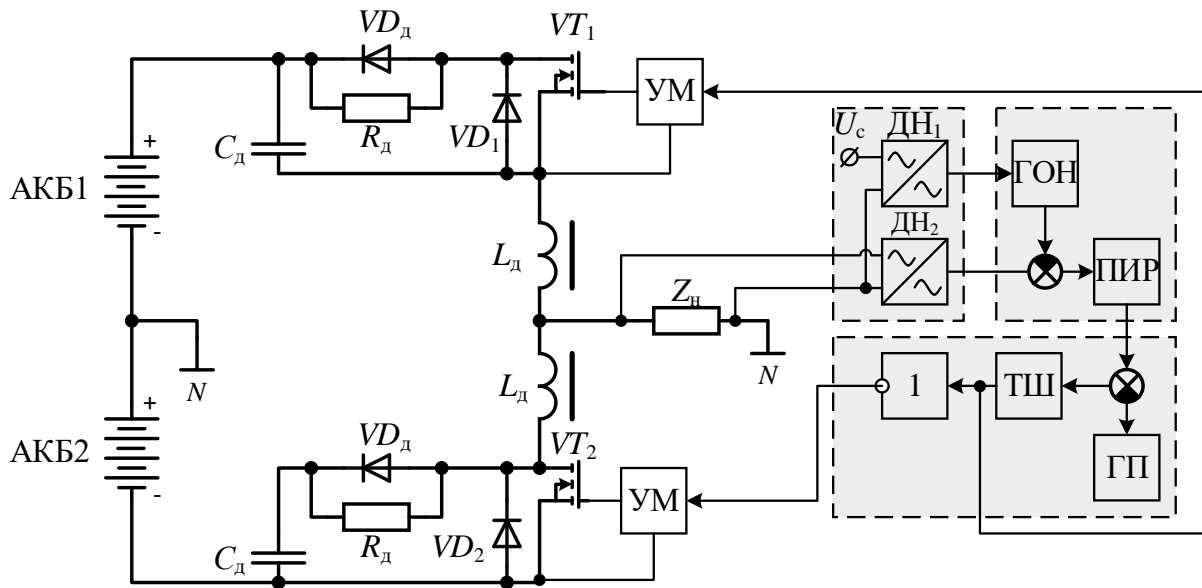 VDд
VT1
УМ
Rд
VD1
Cд
+
АКБ1
-
Uс
ДН1
ГОН
ДН2
ПИР
Lд
Zн
N
N
Lд
1
ТШ
ГП
+
АКБ2
-
VDд
VT2
УМ
Rд
VD2
Cд